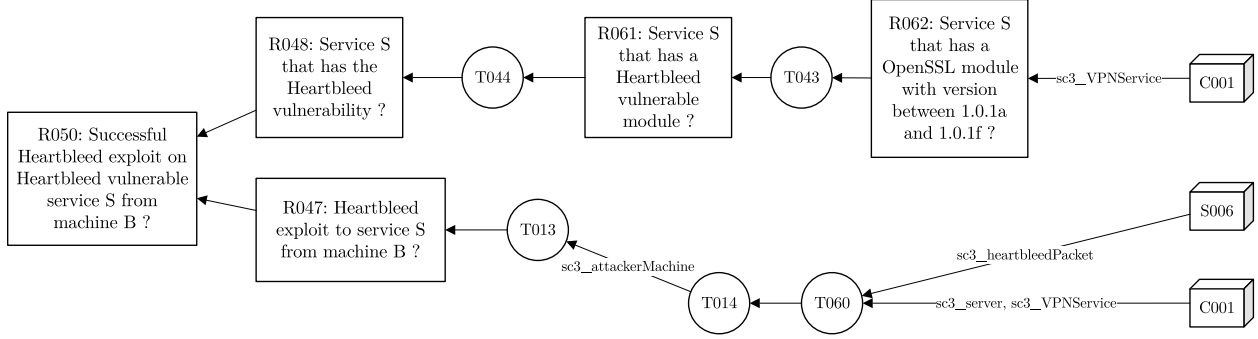 R050: Successful
Heartbleed exploit on
Heartbleed vulnerable
service S from
machine B ?
R048: Service S
that has the
Heartbleed
vulnerability ?
T044
R061: Service S
that has a
Heartbleed
vulnerable
module ?
T043
R062: Service S
that has a
OpenSSL module
with version
between 1.0.1a
and 1.0.1f ?
sc3_VPNService
C001
R047: Heartbleed
exploit to service S
from machine B ?
T013
sc3_attackerMachine
T014
T060
sc3_heartbleedPacket
S006
sc3_server, sc3_VPNService
C001